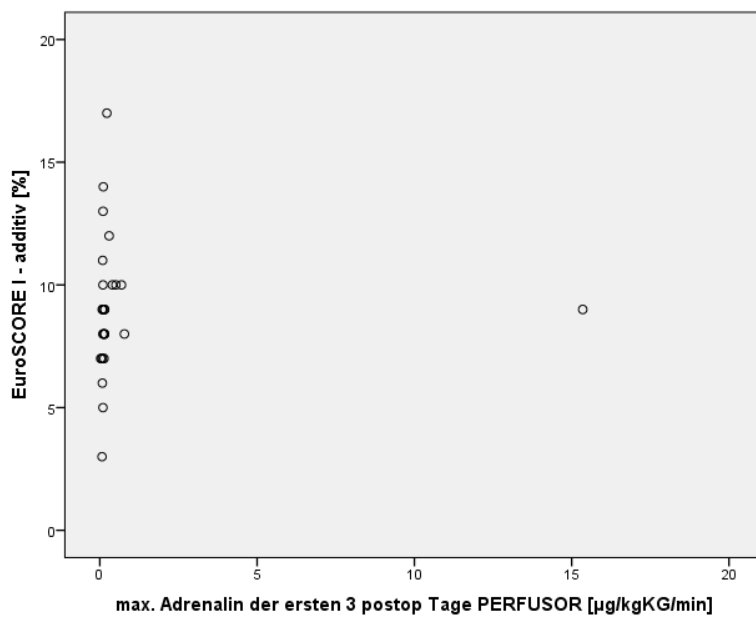 EuroSCORE I - additiv [%]
20
15
10
5
0
0 5 10 15 20
max. Adrenalin der ersten 3 postop Tage PERFUSOR [µg/kgKG/min]